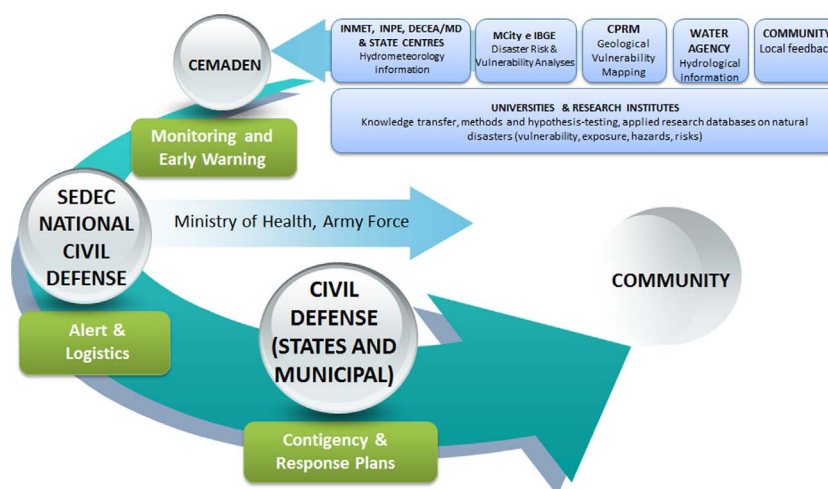 CEMADEN
Monitoring and
Early Warning
INMET, INPE, DECEA/MD
& STATE CENTRES
Hydrometeorology
information
MCity e IBGE
Disaster Risk &
Vulnerability Analyses
CPRM
Geological
Vulnerability
Mapping
WATER
AGENCY
Hydrological
information
COMMUNITY
Local feedback
UNIVERSITIES & RESEARCH INSTITUTES
Knowledge transfer, methods and hypothesis-testing, applied research databases on natural
disasters (vulnerability, exposure, hazards, risks)
SEDEC
NATIONAL
CIVIL
DEFENSE
Alert &
Logistics
Ministry of Health, Army Force
CIVIL
DEFENSE
(STATES AND
MUNICIPAL)
Contigency &
Response Plans
COMMUNITY